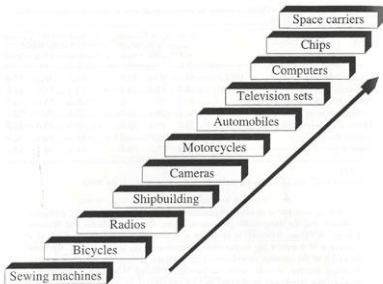 Space carriers
Chips
Computers
Television sets
Automobiles
Motorcycles
Cameras
Shipbuilding
Radios
Bicycles
Sewing machines